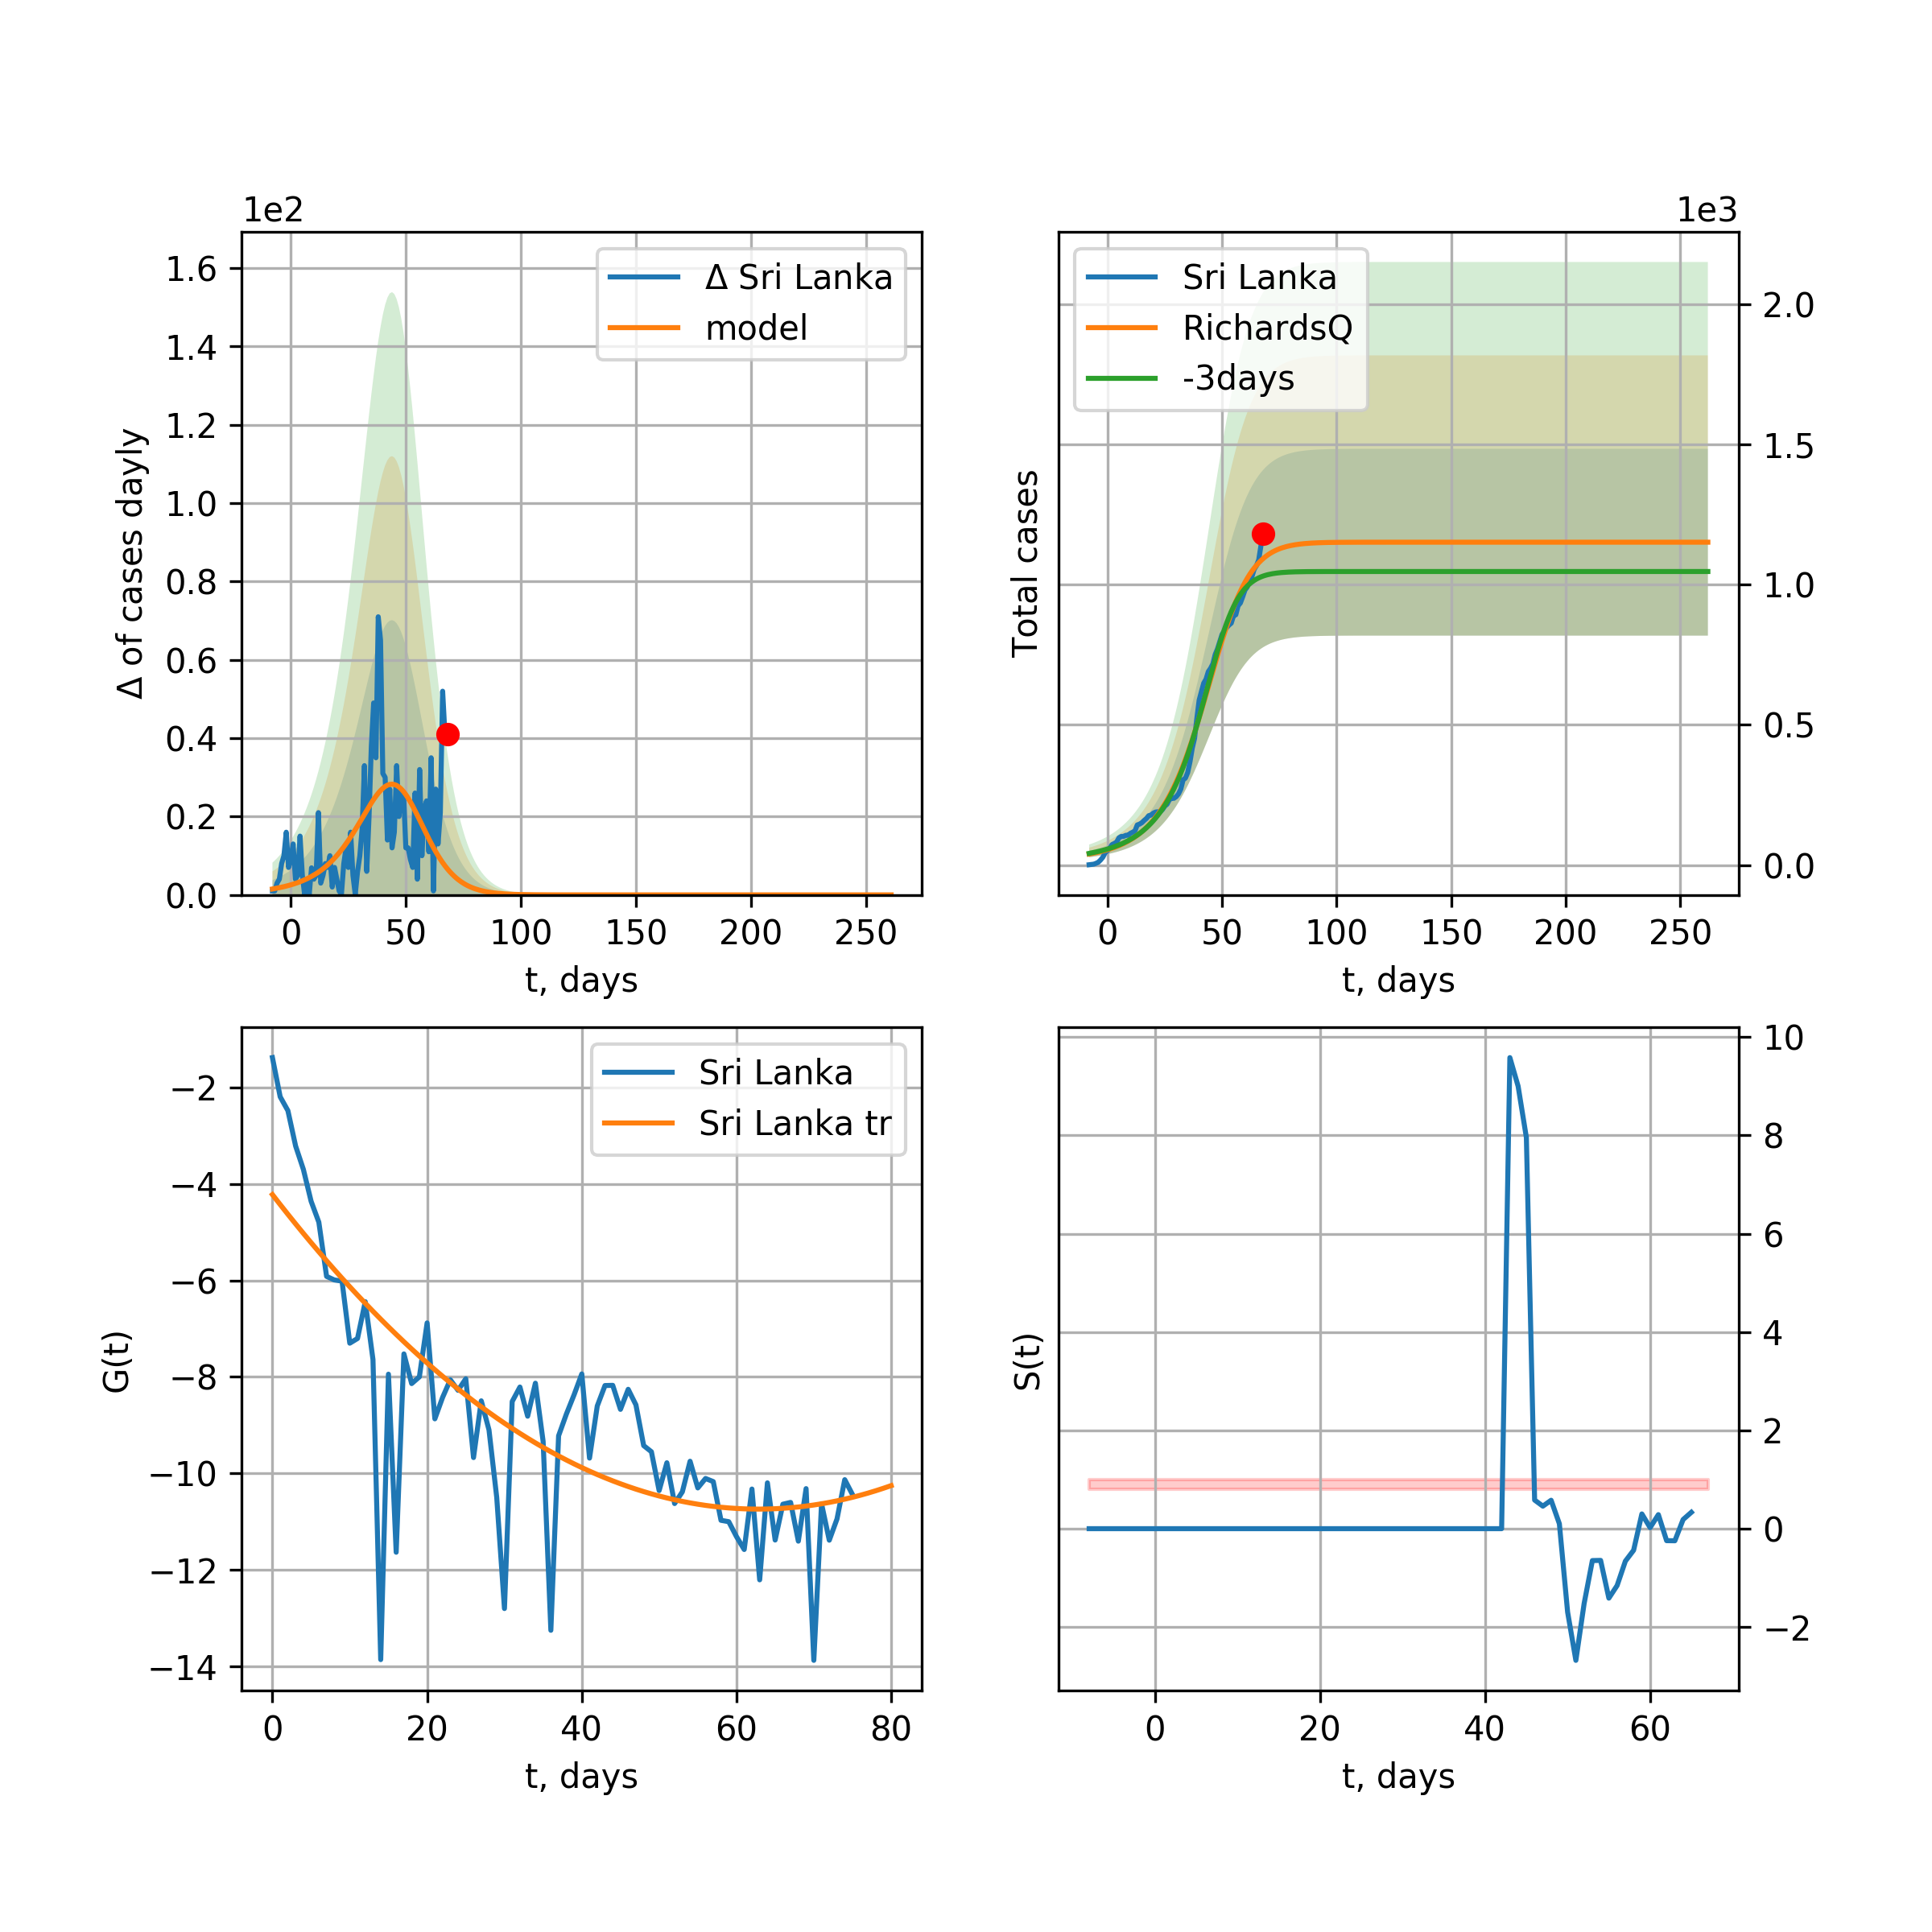 1e2
Δ of cases dayly
1.6
1.4
1.2
1.0
0.8
0.6
0.4
0.2
0.0
Δ Sri Lanka
model
0 50 100 150 200 250
t, days
1e3
Total cases
Sri Lanka
RichardsQ
-3days
2.0
1.5
1.0
0.5
0.0
0 50 100 150 200 250
t, days
G(t)
−2
−4
−6
−8
−10
−12
−14
Sri Lanka
Sri Lanka tr
0 20 40 60 80
t, days
S(t)
10
8
6
4
2
0
−2
0 20 40 60
t, days